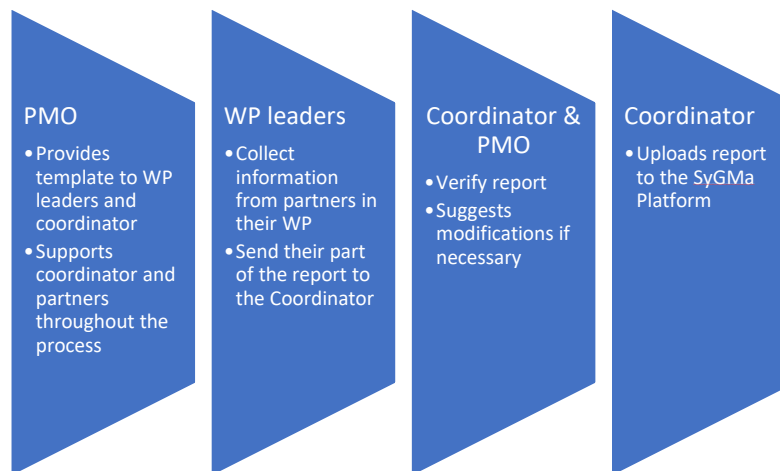 PMO
•Provides
template to WP
leaders and
coordinator
•Supports
coordinator and
partners
throughout the
process
WP leaders
•Collect
information
from partners in
their WP
•Send their part
of the report to
the Coordinator
Coordinator &
PMO
•Verify report
•Suggests
modifications if
necessary
Coordinator
•Uploads report
to the SyGMa
Platform